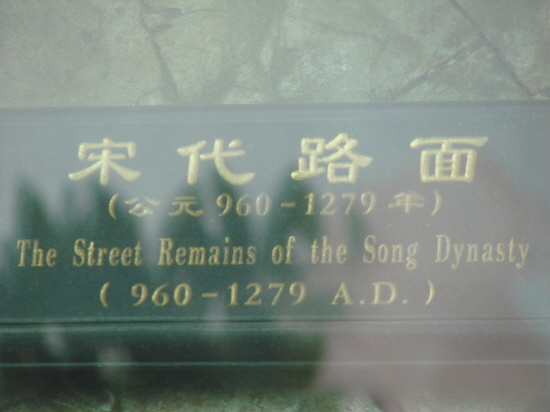 宋代路面
(公元960-1279年)
The Street Remains of the Song Dynasty
( 960-1279 A.D. )